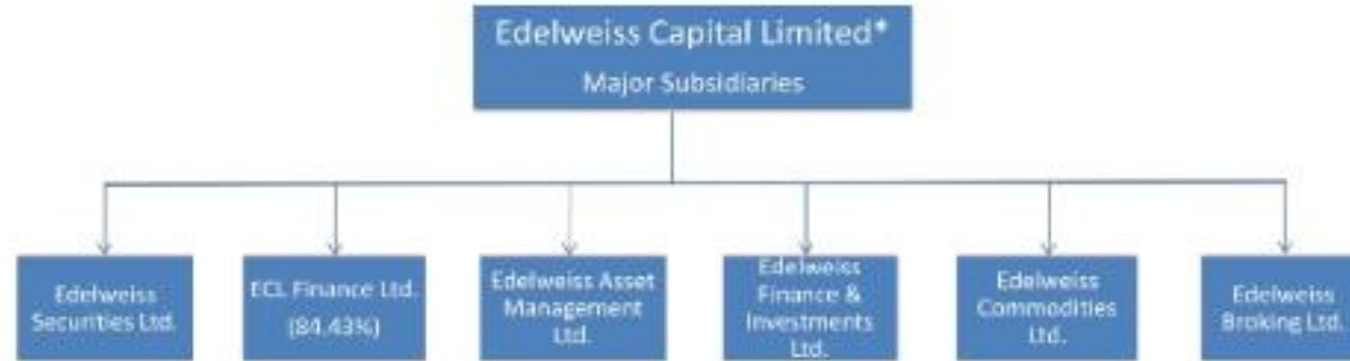 Edelweiss Capital Limited*
Major Subsidiaries
Edelweiss
Securities Ltd.
ECL Finance Ltd.
(84.43%)
Edelweiss Asset
Management
Ltd.
Edelweiss
Finance &
Investments
Ltd.
Edelweiss
Commodities
Ltd.
Edelweiss
Broking Ltd.